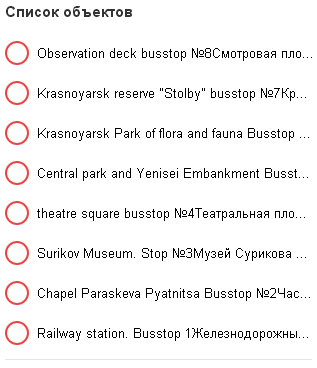 Список объектов
Observation deck busstop №8Смотровая пло...
Krasnoyarsk reserve "Stolby" busstop №7Кр...
Krasnoyarsk Park of flora and fauna Busstop ...
Central park and Yenisei Embankment Busst...
theatre square busstop №4Театральная пло...
Surikov Museum. Stop №3Музей Сурикова ...
Chapel Paraskeva Pyatnitsa Busstop №2Час...
Railway station. Busstop 1Железнодорожны...